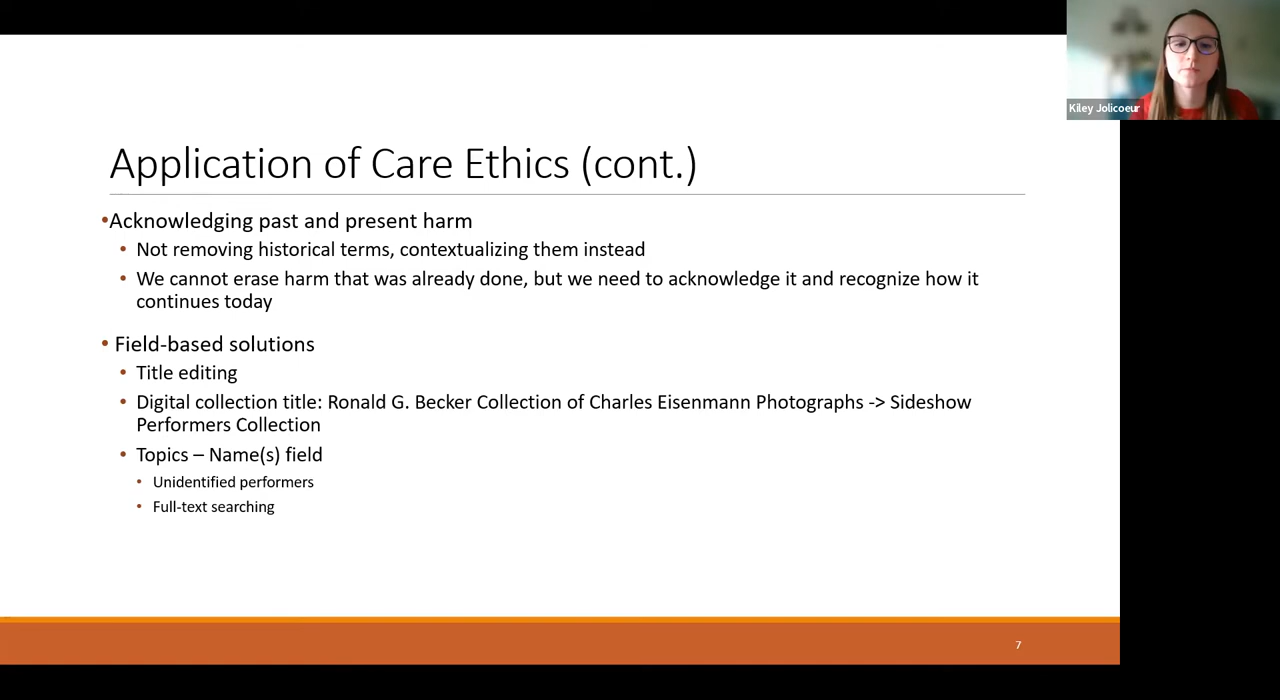 Kiley Jolicoeur
Application of Care Ethics (cont.)
•Acknowledging past and present harm
• Not removing historical terms, contextualizing them instead
• We cannot erase harm that was already done, but we need to acknowledge it and recognize how it
continues today
• Field-based solutions
• Title editing
• Digital collection title: Ronald G. Becker Collection of Charles Eisenmann Photographs -> Sideshow
Performers Collection
• Topics – Name(s) field
• Unidentified performers
• Full-text searching
7